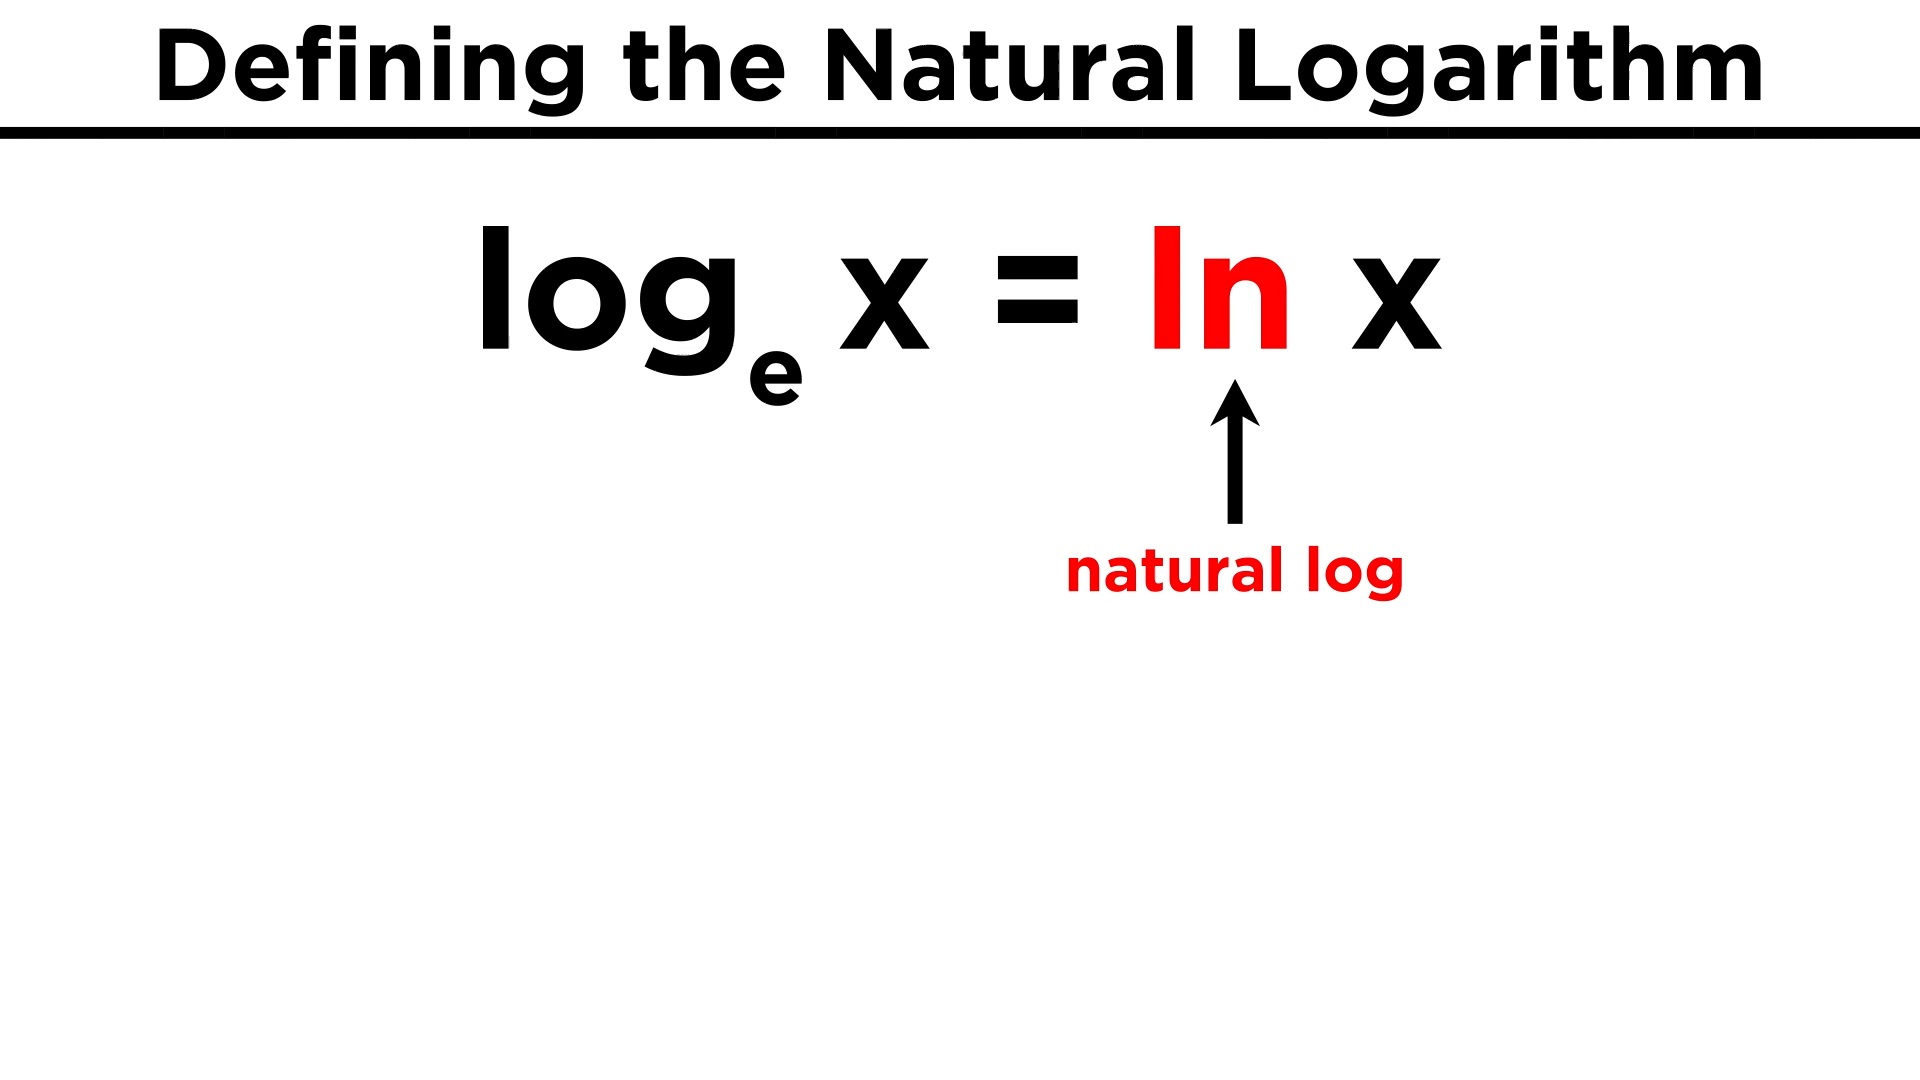 Defining the Natural Logarithm
logₑ x = ln x
natural log